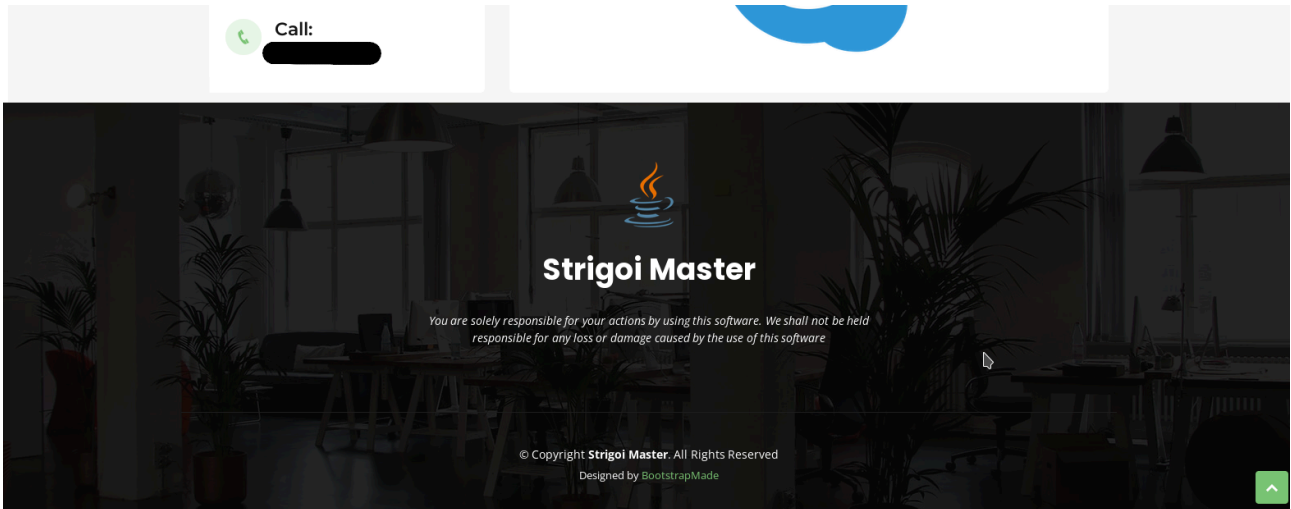 Call:
Strigoi Master
You are solely responsible for your actions by using this software. We shall not be held
responsible for any loss or damage caused by the use of this software
© Copyright Strigoi Master. All Rights Reserved
Designed by BootstrapMade